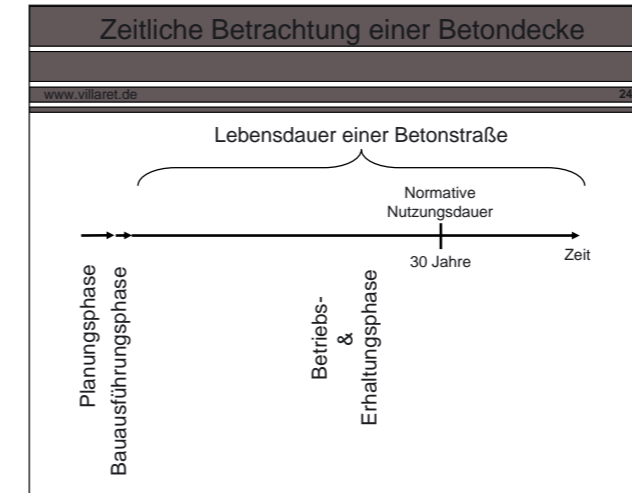 Zeitliche Betrachtung einer Betondecke
www.villaret.de
24
Lebensdauer einer Betonstraße
Normative
Nutzungsdauer
30 Jahre
Zeit
Planungsphase
Bauausführungsphase
Betriebs-
&
Erhaltungsphase